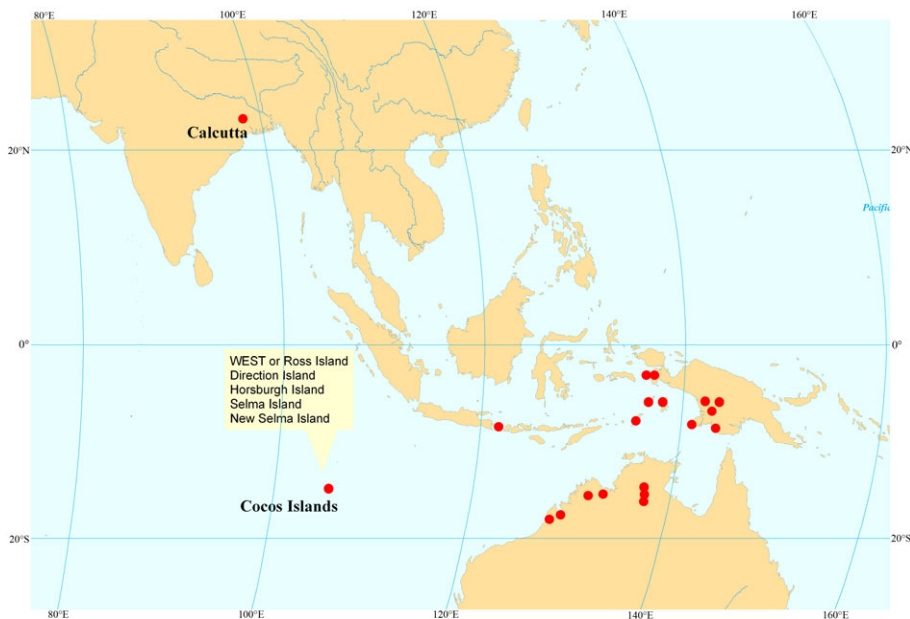 80°E
100°E
120°E
140°E
160°E
Calcutta
20°N
20°N
Pacific
0°
0°
WEST or Ross Island
Direction Island
Horsburgh Island
Selma Island
New Selma Island
Cocos Islands
20°S
20°S
80°E
100°E
120°E
140°E
160°E